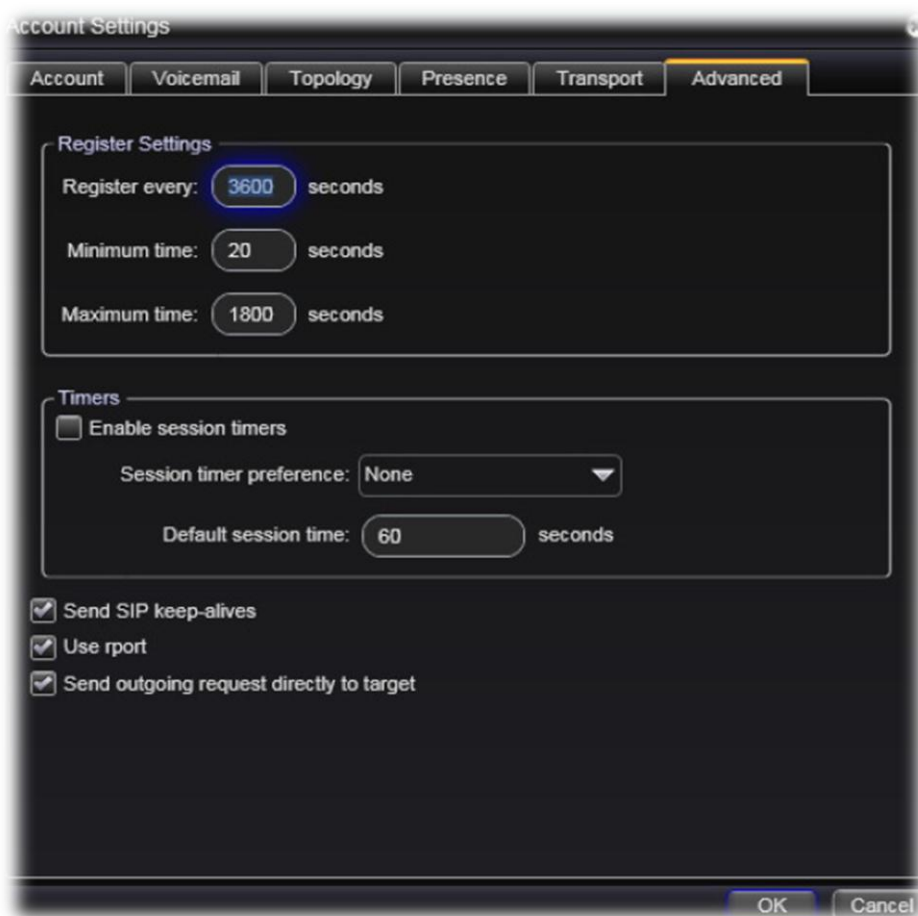 Account Settings
Account Voicemail Topology Presence Transport Advanced
Register Settings
Register every: 3600 seconds
Minimum time: 20 seconds
Maximum time: 1800 seconds
Timers
Enable session timers
Session timer preference: None
Default session time: 60 seconds
Send SIP keep-alives
Use rport
Send outgoing request directly to target
OK Cancel